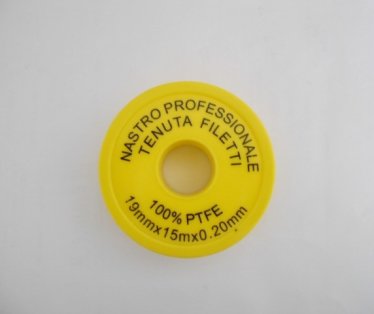 NASTRO PROFESSIONALE
TENUTA FILETTI
100% PTFE
19mmx15mx0.20mm